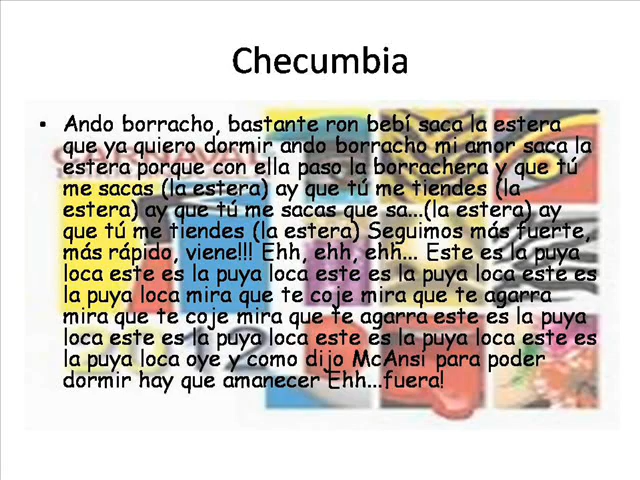 Checumbia
• Ando borracho, bastante ron bebí saca la estera
que ya quiero dormir ando borracho mi amor saca la
estera porque con ella paso la borrachera y que tú
me sacas (la estera) ay que tú me tiendes (la
estera) ay que tú me sacas que sa...(la estera) ay
que tú me tiendes (la estera) Seguimos más fuerte,
más rápido, viene!!! Ehh, ehh, ehh... Este es la puya
loca este es la puya loca este es la puya loca este es
la puya loca mira que te coje mira que te agarra
mira que te coje mira que te agarra este es la puya
loca este es la puya loca este es la puya loca este es
la puya loca oye y como dijo McAnsi para poder
dormir hay que amanecer Ehh...fuera!
CARNAVAL
2012